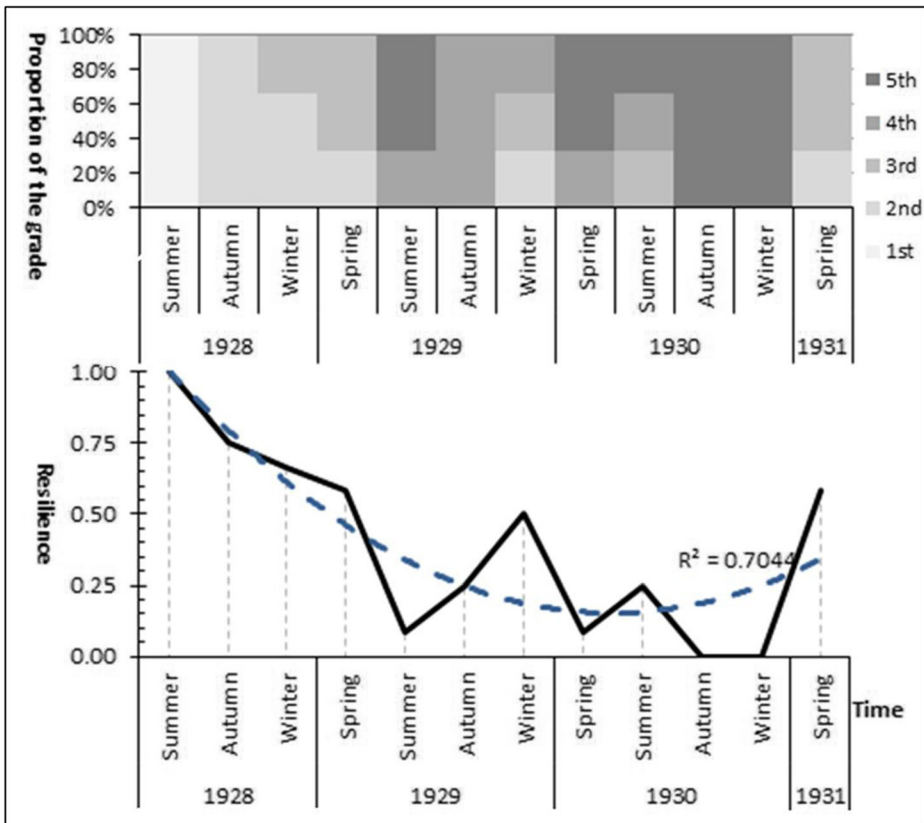 Proportion of the grade
100%
80%
60%
40%
20%
0%
5th
4th
3rd
2nd
1st
Summer
Autumn
Winter
Spring
Summer
Autumn
Winter
Spring
Summer
Autumn
Winter
Spring
1928
1929
1930
1931
Resilience
1.00
0.75
0.50
0.25
0.00
R² = 0.7044
Summer
Autumn
Winter
Spring
Summer
Autumn
Winter
Spring
Summer
Autumn
Winter
Spring
Time
1928
1929
1930
1931